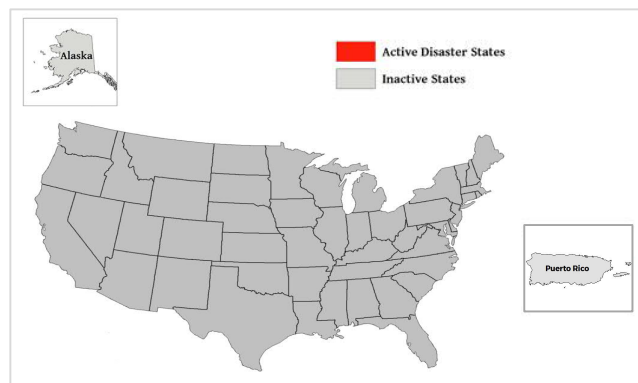 Alaska
Active Disaster States
Inactive States
Puerto Rico